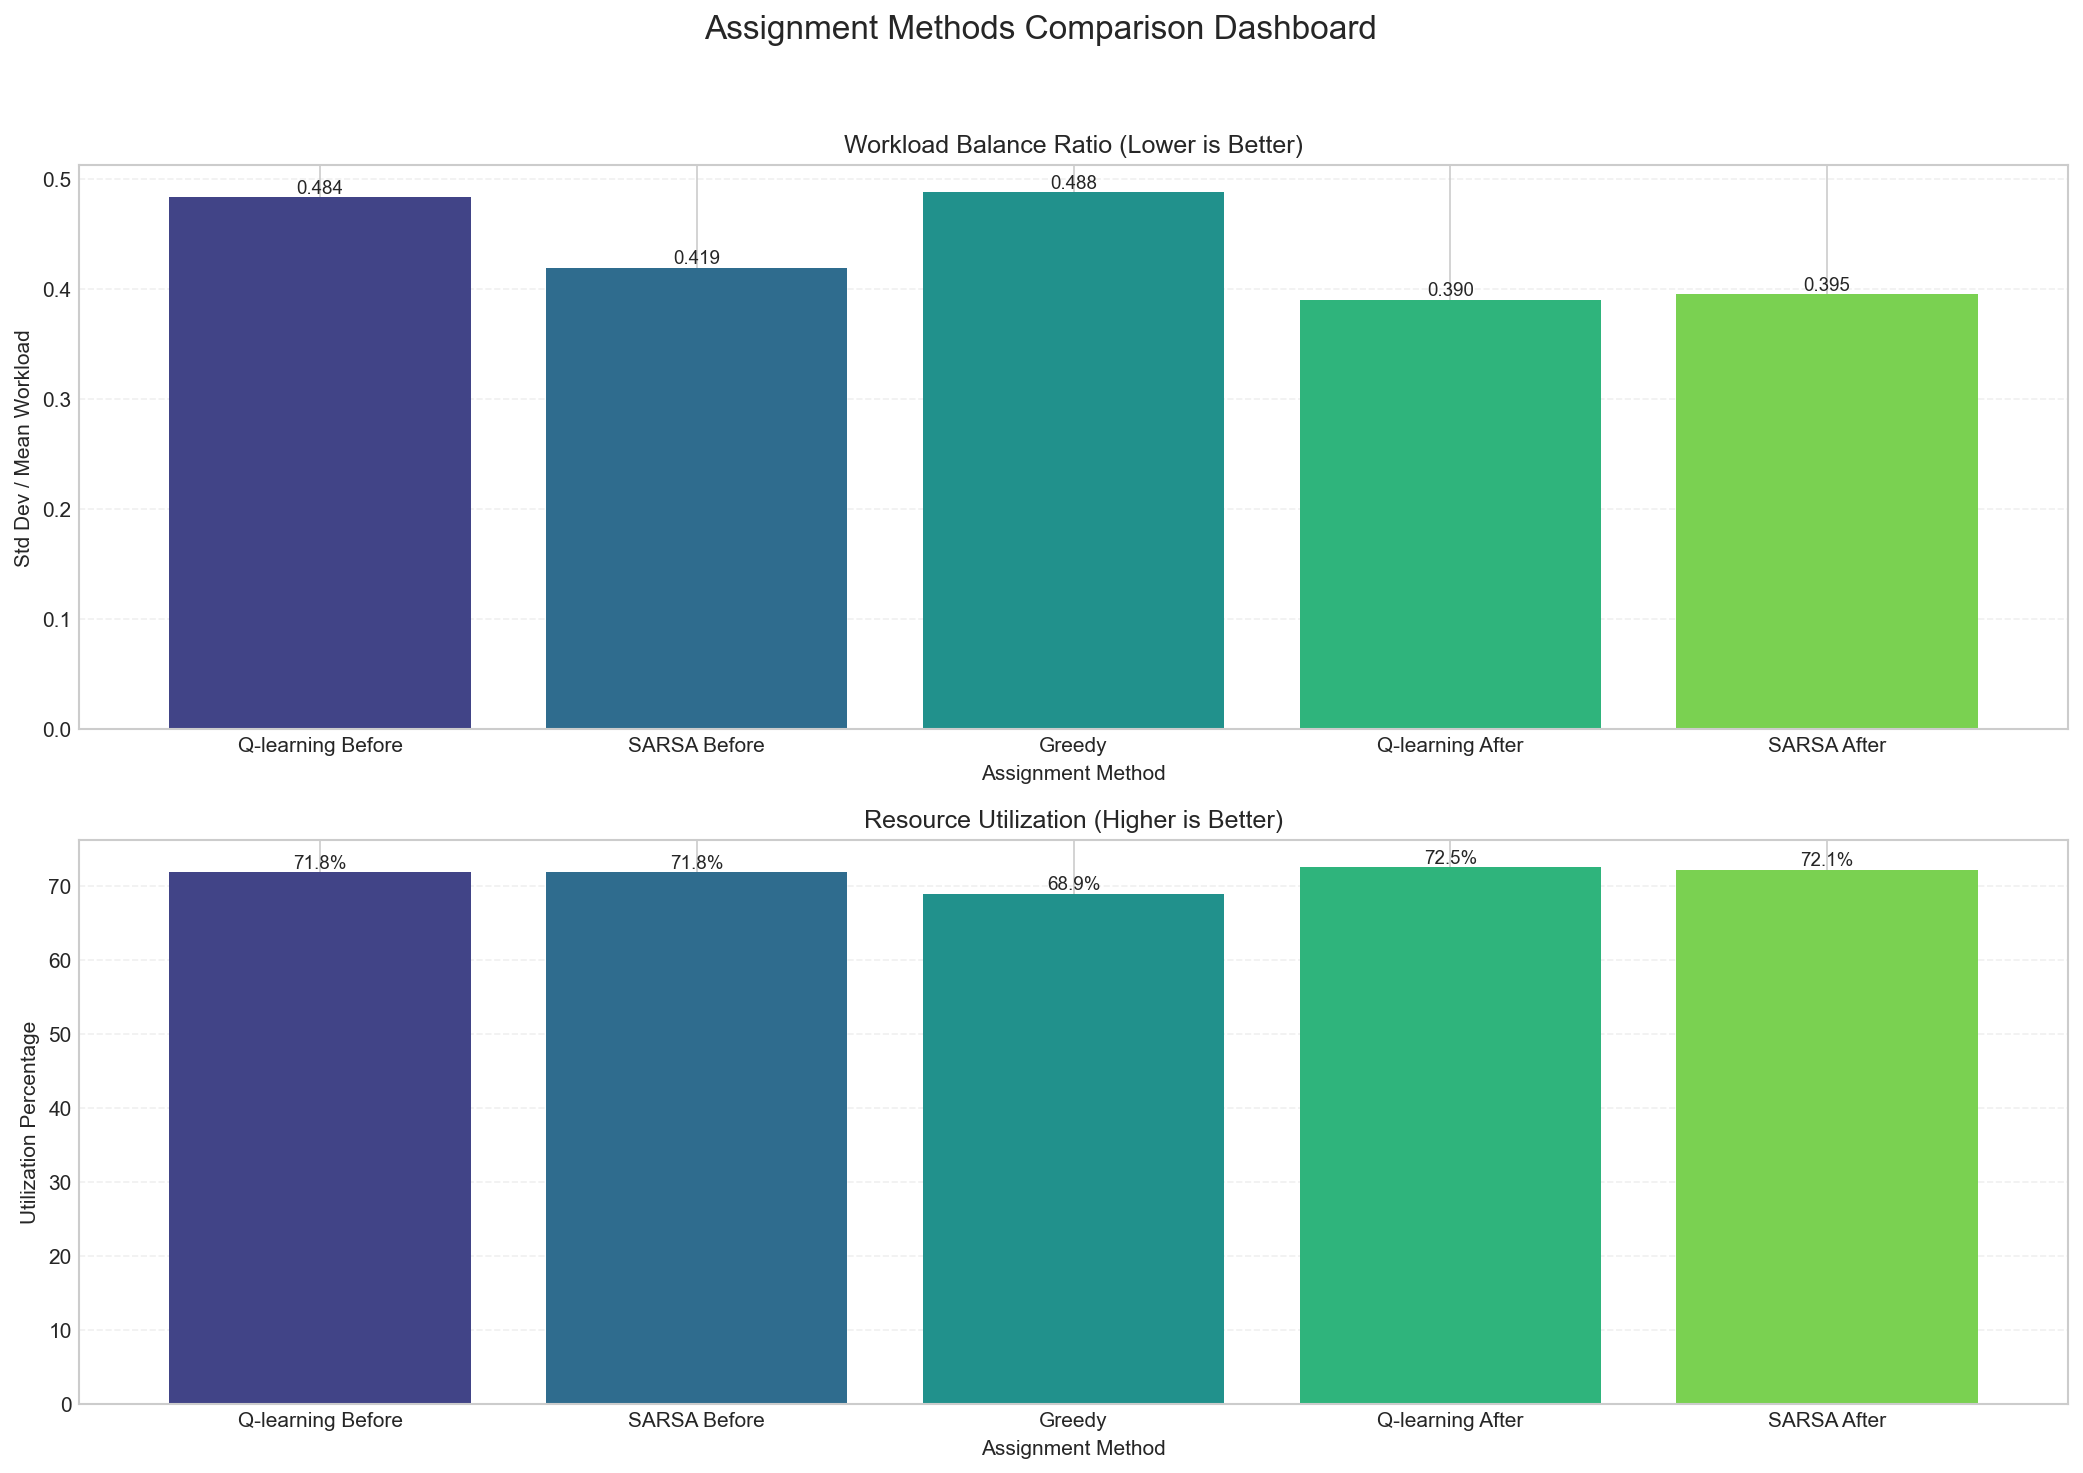 Assignment Methods Comparison Dashboard
Workload Balance Ratio (Lower is Better)
Std Dev / Mean Workload
0.5
0.4
0.3
0.2
0.1
0.0
0.484
0.419
0.488
0.390
0.395
Q-learning Before
SARSA Before
Greedy
Q-learning After
SARSA After
Assignment Method
Resource Utilization (Higher is Better)
Utilization Percentage
70
60
50
40
30
20
10
0
71.8%
71.8%
68.9%
72.5%
72.1%
Q-learning Before
SARSA Before
Greedy
Q-learning After
SARSA After
Assignment Method